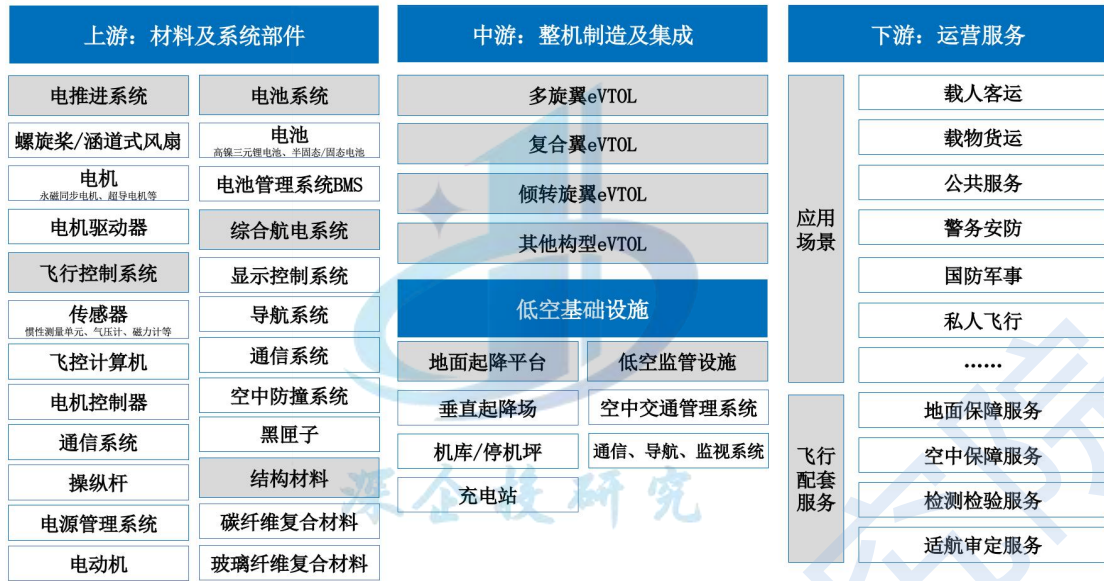 上游：材料及系统部件
电推进系统
螺旋桨/涵道式风扇
电机
永磁同步电机、超导电机等
电机驱动器
飞行控制系统
传感器
惯性测量单元、气压计、磁力计等
飞控计算机
电机控制器
通信系统
操纵杆
电源管理系统
电动机
电池系统
电池
高镍三元锂电池、半固态/固态电池
电池管理系统BMS
综合航电系统
显示控制系统
导航系统
通信系统
空中防撞系统
黑匣子
结构材料
碳纤维复合材料
玻璃纤维复合材料
中游：整机制造及集成
多旋翼eVTOL
复合翼eVTOL
倾转旋翼eVTOL
其他构型eVTOL
低空基础设施
地面起降平台
垂直起降场
机库/停机坪
充电站
低空监管设施
空中交通管理系统
通信、导航、监视系统
下游：运营服务
应用
场景
载人客运
载物货运
公共服务
警务安防
国防军事
私人飞行
……
飞行
配套
服务
地面保障服务
空中保障服务
检测检验服务
适航审定服务
深企投研究
究院